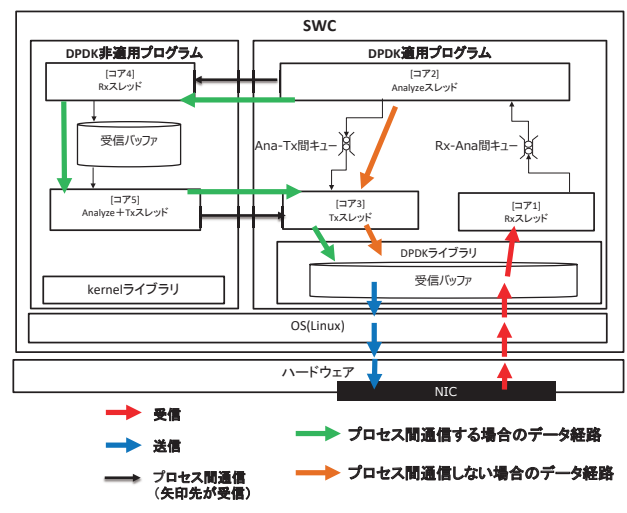 SWC
DPDK非適用プログラム
DPDK適用プログラム
[コア4]
Rxスレッド
[コア2]
Analyzeスレッド
受信バッファ
Ana-Tx間キュー
Rx-Ana間キュー
[コア5]
Analyze+Txスレッド
[コア3]
Txスレッド
[コア1]
Rxスレッド
DPDKライブラリ
受信バッファ
kernelライブラリ
OS(Linux)
ハードウェア
NIC
受信
送信
プロセス間通信
(矢印先が受信)
プロセス間通信する場合のデータ経路
プロセス間通信しない場合のデータ経路